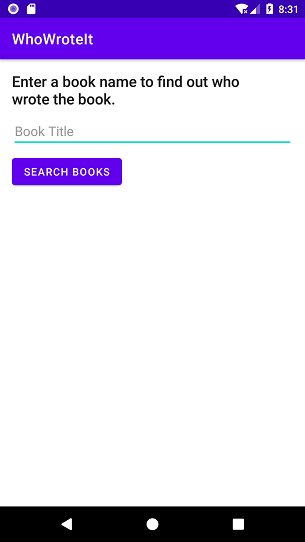 8:31
WhoWroteIt
Enter a book name to find out who
wrote the book.
Book Title
SEARCH BOOKS